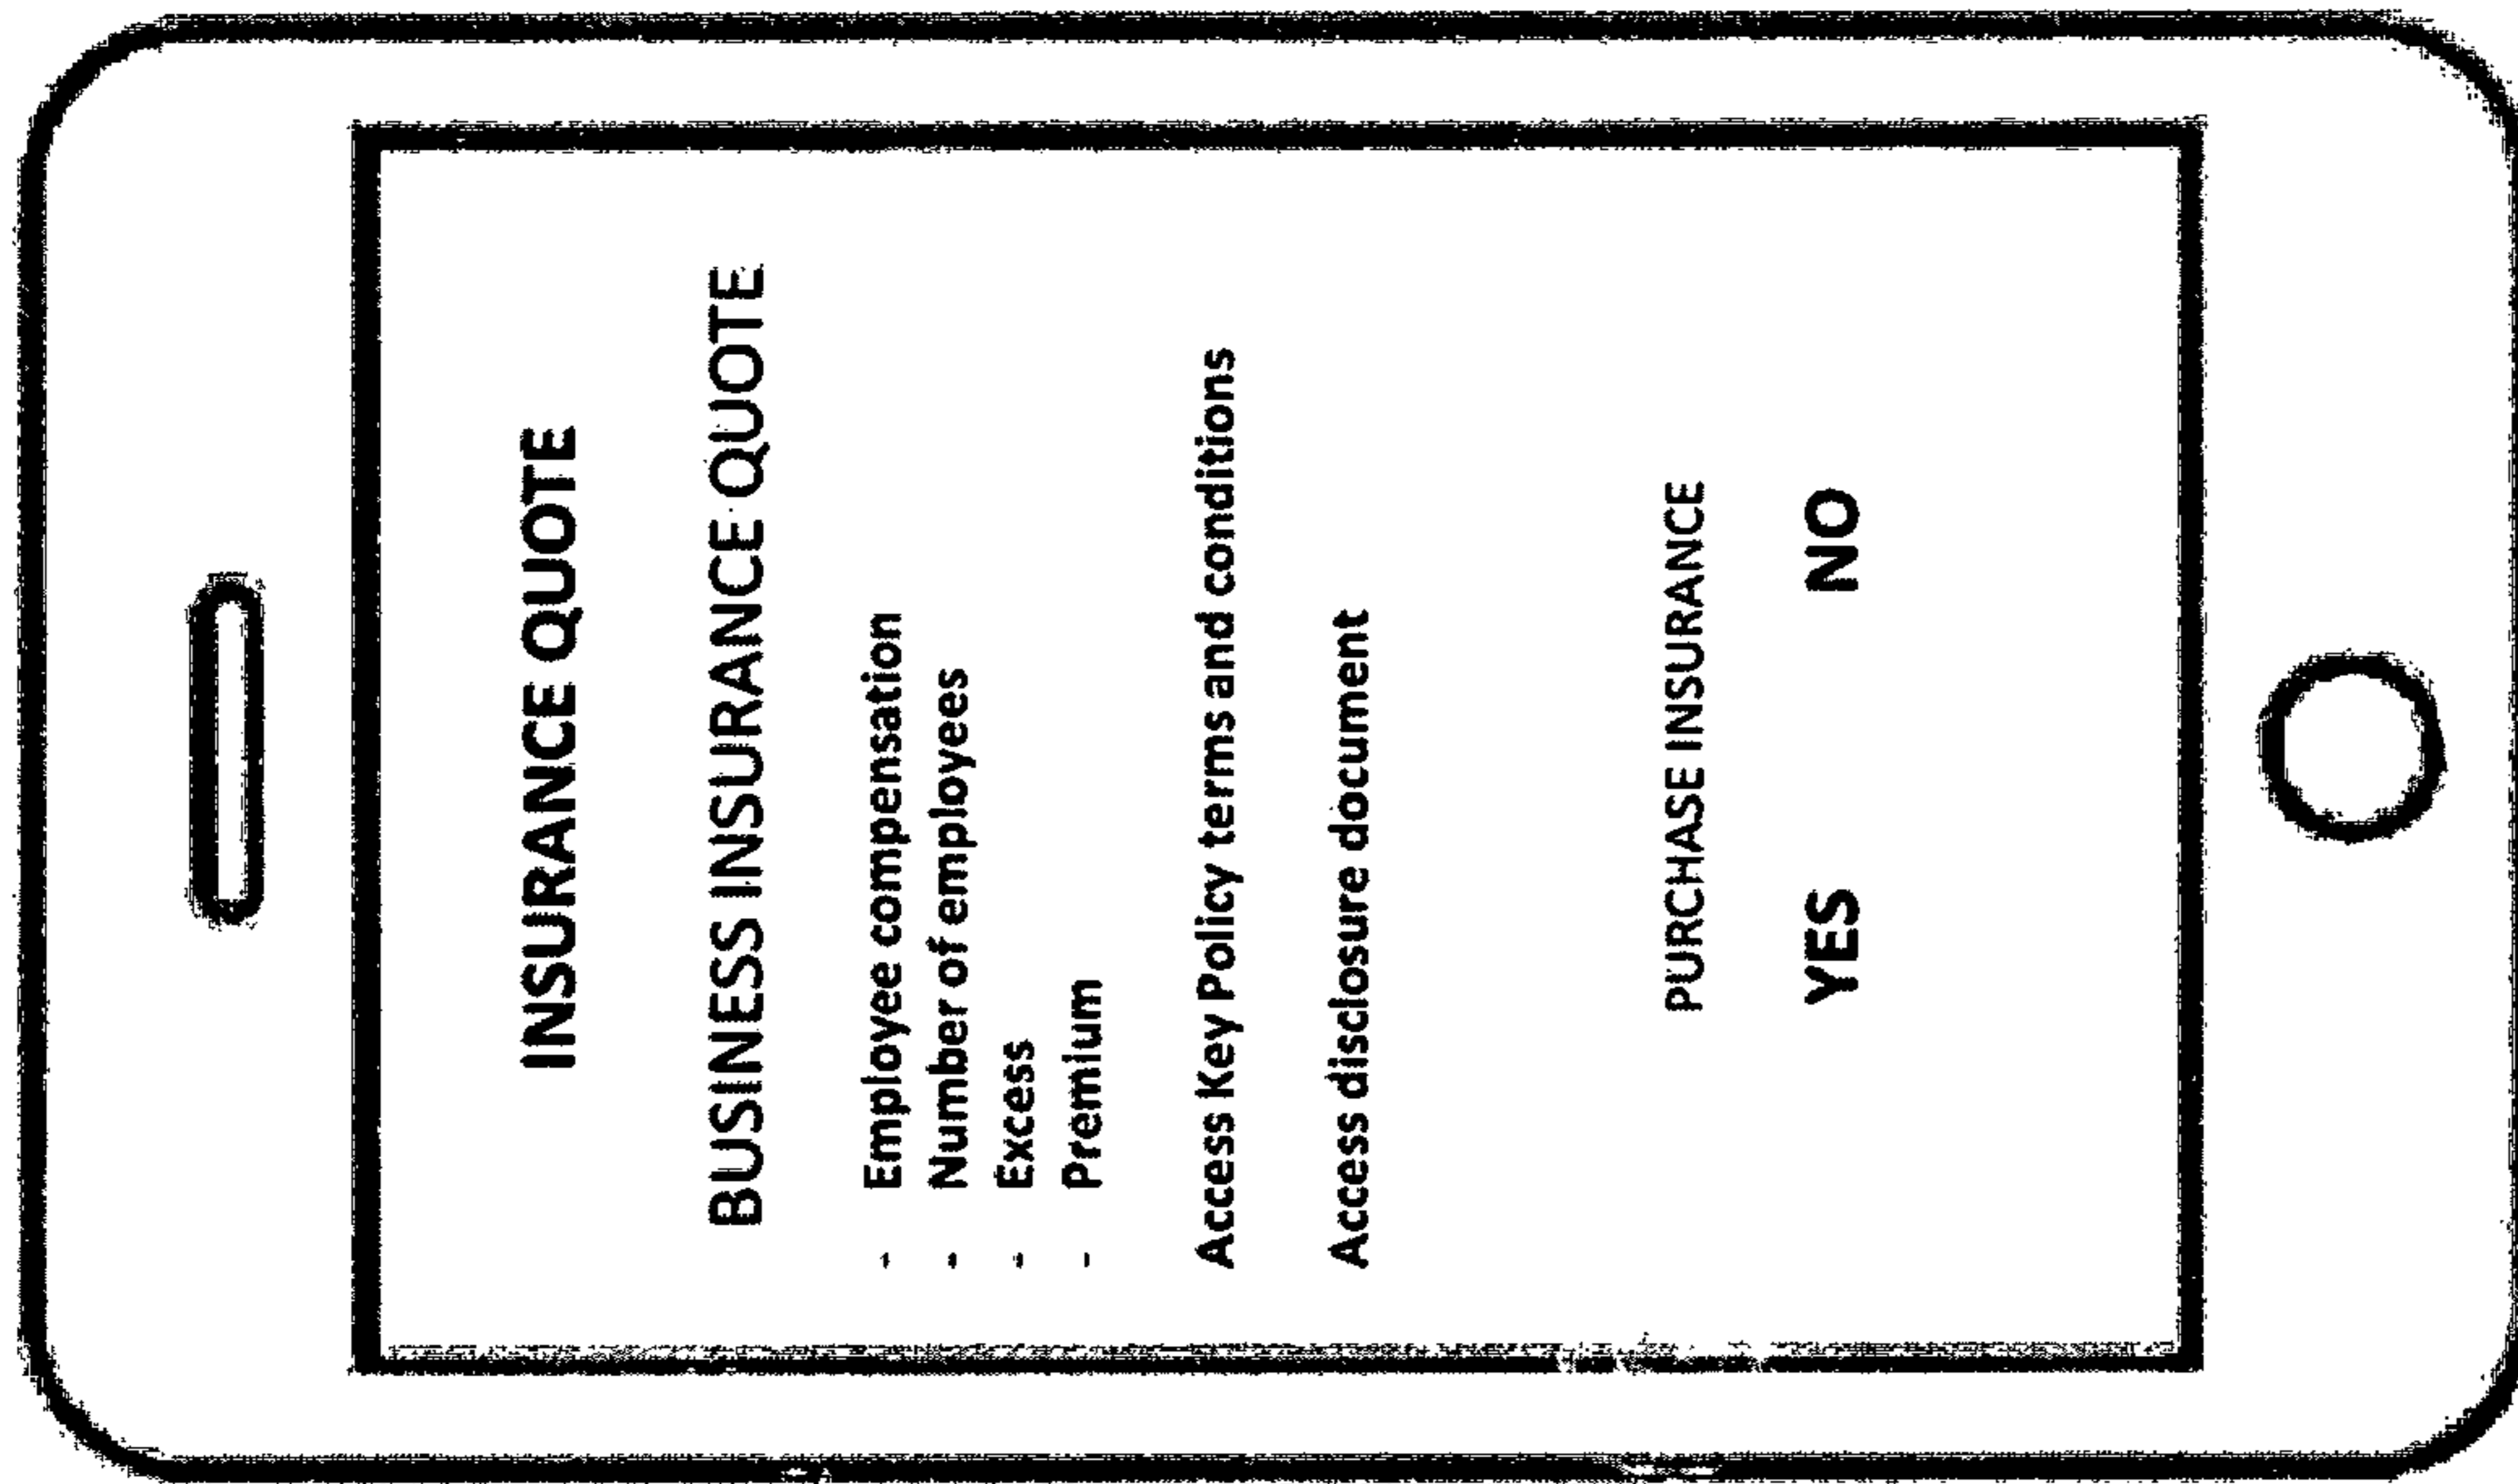 INSURANCE QUOTE
BUSINESS INSURANCE QUOTE
- Employee compensation
- Number of employees
- Excess
- Premium
Access Key Policy terms and conditions
Access disclosure document
PURCHASE INSURANCE
YES NO